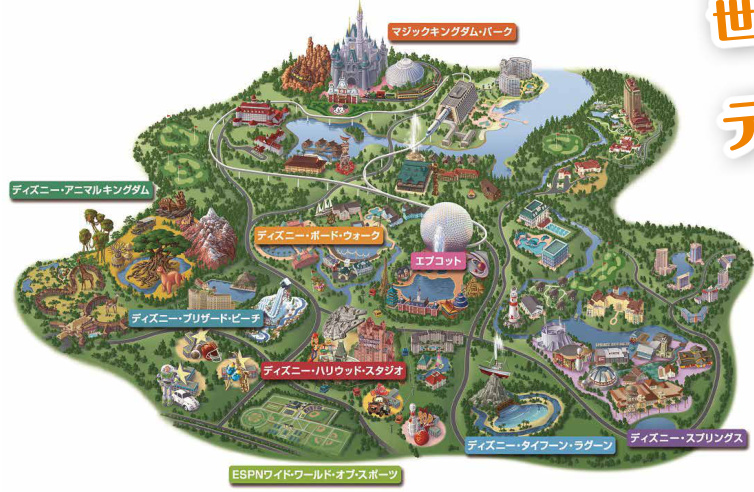 世
マジックキングダム・パーク
テ
ディズニー・アニマルキングダム
ディズニー・ボード・ウォーク
エプコット
ディズニー・ブリザード・ビーチ
ディズニー・ハリウッド・スタジオ
ディズニー・スプリングス
ディズニー・タイフーン・ラグーン
ESPNワイド・ワールド・オブ・スポーツ